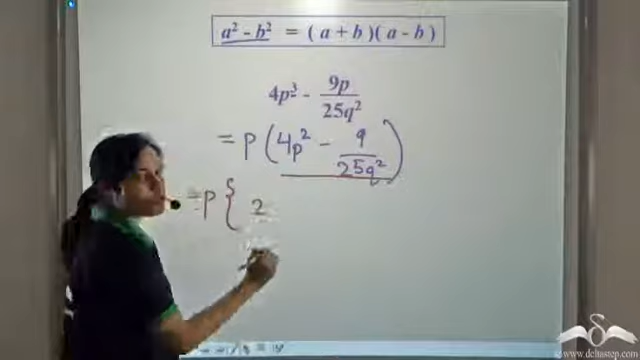 a² - b² = ( a + b ) ( a - b )
4p³ - 9p/25q²
= p ( 4p² - 9/25q² )
= p { 2
www.deltastep.com